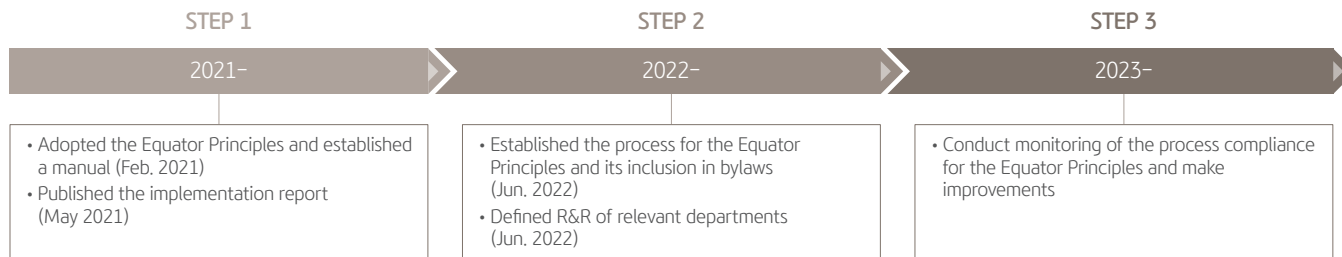 STEP 1
2021–
• Adopted the Equator Principles and established
a manual (Feb. 2021)
• Published the implementation report
(May 2021)
STEP 2
2022–
• Established the process for the Equator
Principles and its inclusion in bylaws
(Jun. 2022)
• Defined R&R of relevant departments
(Jun. 2022)
STEP 3
2023–
• Conduct monitoring of the process compliance
for the Equator Principles and make
improvements